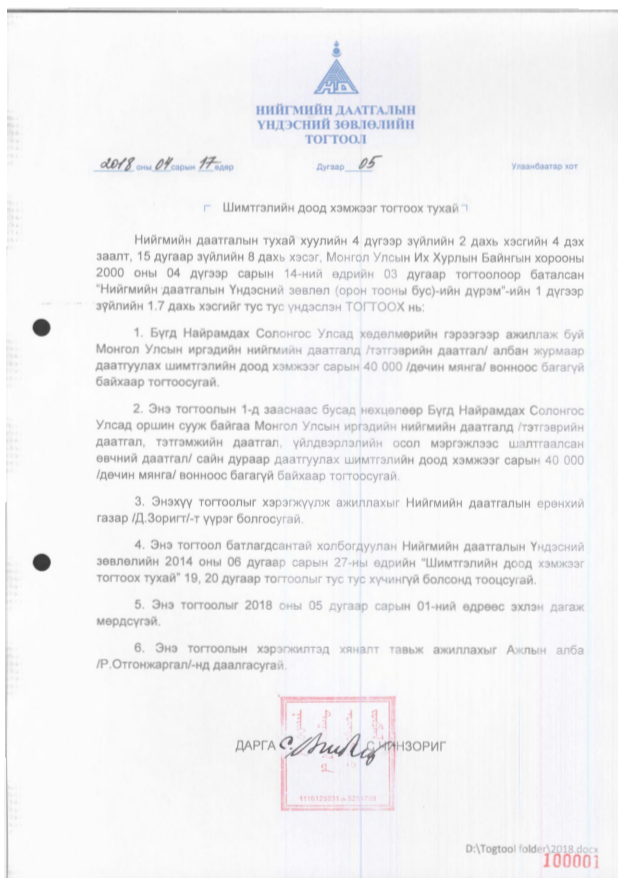 НИЙГМИЙН ДААТГАЛЫН
ҮНДЭСНИЙ ЗӨВЛӨЛИЙН
ТОГТООЛ
2018 оны 04 сарын 17 өдөр Дугаар 05 Улаанбаатар хот
Шимтгэлийн доод хэмжээг тогтоох тухай
Нийгмийн даатгалын тухай хуулийн 4 дүгээр зүйлийн 2 дахь хэсгийн 4 дэх
заалт, 15 дугаар зүйлийн 8 дахь хэсэг, Монгол Улсын Их Хурлын Байнгын хорооны
2000 оны 04 дүгээр сарын 14-ний өдрийн 03 дугаар тогтоолоор баталсан
"Нийгмийн даатгалын Үндэсний зөвлөл (орон тооны бус)-ийн дүрэм"-ийн 1 дүгээр
зүйлийн 1.7 дахь хэсгийг тус тус үндэслэн ТОГТООХ нь:
1. Бүгд Найрамдах Солонгос Улсад хөдөлмөрийн гэрээгээр ажиллаж буй
Монгол Улсын иргэдийн нийгмийн даатгалд /тэтгэврийн даатгал/ албан журмаар
даатгуулах шимтгэлийн доод хэмжээг сарын 40 000 /дөчин мянга/ вонноос багагүй
байхаар тогтоосугай.
2. Энэ тогтоолын 1-д зааснаас бусад нөхцөлөөр Бүгд Найрамдах Солонгос
Улсад оршин сууж байгаа Монгол Улсын иргэдийн нийгмийн даатгалд /тэтгэврийн
даатгал, тэтгэмжийн даатгал, үйлдвэрлэлийн осол мэргэжлээс шалтгаалсан
өвчний даатгал/ сайн дураар даатгуулах шимтгэлийн доод хэмжээг сарын 40 000
/дөчин мянга/ вонноос багагүй байхаар тогтоосугай.
3. Энэхүү тогтоолыг хэрэгжүүлж ажиллахыг Нийгмийн даатгалын ерөнхий
газар /Д.Зоригт/-т үүрэг болгосугай.
4. Энэ тогтоол батлагдсантай холбогдуулан Нийгмийн даатгалын Үндэсний
зөвлөлийн 2014 оны 06 дугаар сарын 27-ны өдрийн "Шимтгэлийн доод хэмжээг
тогтоох тухай" 19, 20 дугаар тогтоолыг тус тус хүчингүй болсонд тооцсугай.
5. Энэ тогтоолыг 2018 оны 05 дугаар сарын 01-ний өдрөөс эхлэн дагаж
мөрдсүгэй.
6. Энэ тогтоолын хэрэгжилтэд хяналт тавьж ажиллахыг Ажлын алба
/Р.Отгонжаргал/-нд даалгасугай.
ДАРГА С.ЧИНЗОРИГ
D:\Togtool folder\2018.docx
100001